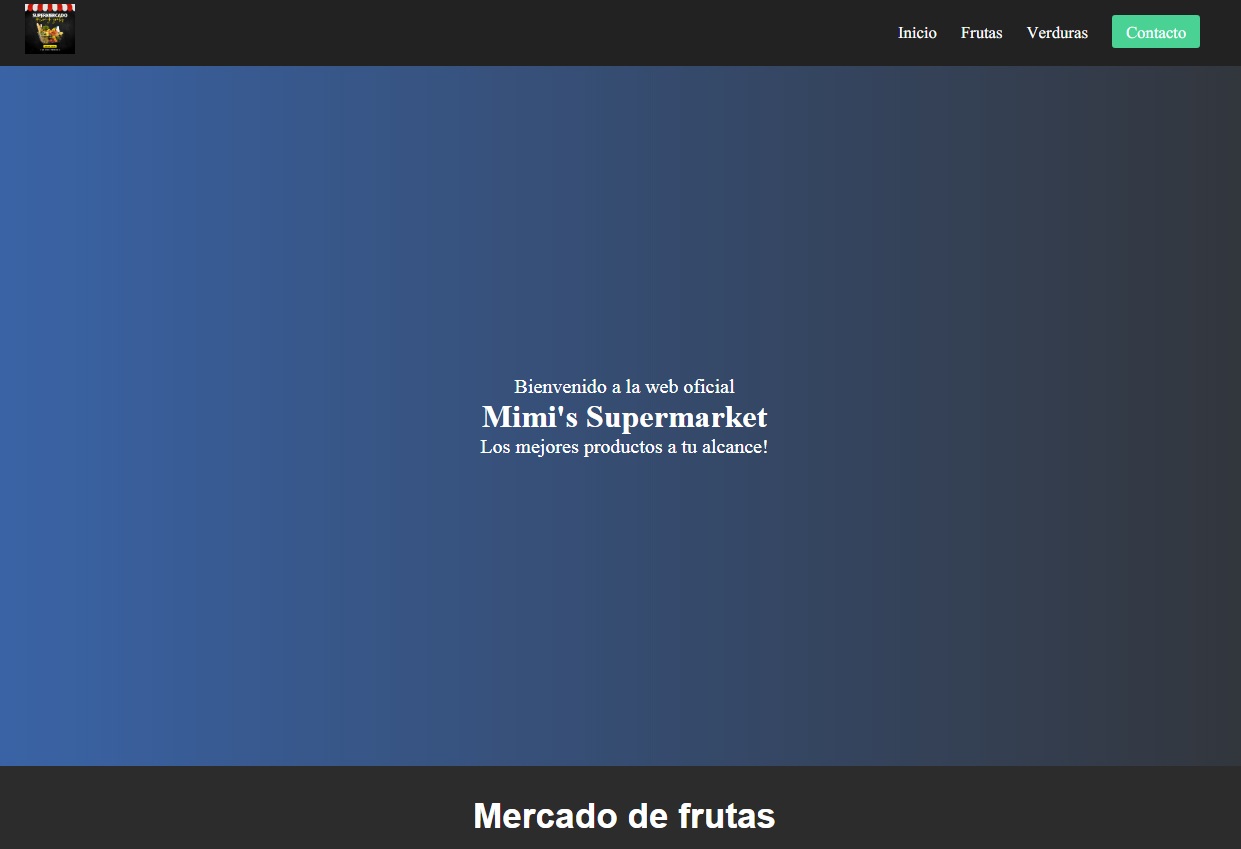 SUPERMERCADO
Inicio
Frutas
Verduras
Contacto
Bienvenido a la web oficial
Mimi's Supermarket
Los mejores productos a tu alcance!
Mercado de frutas